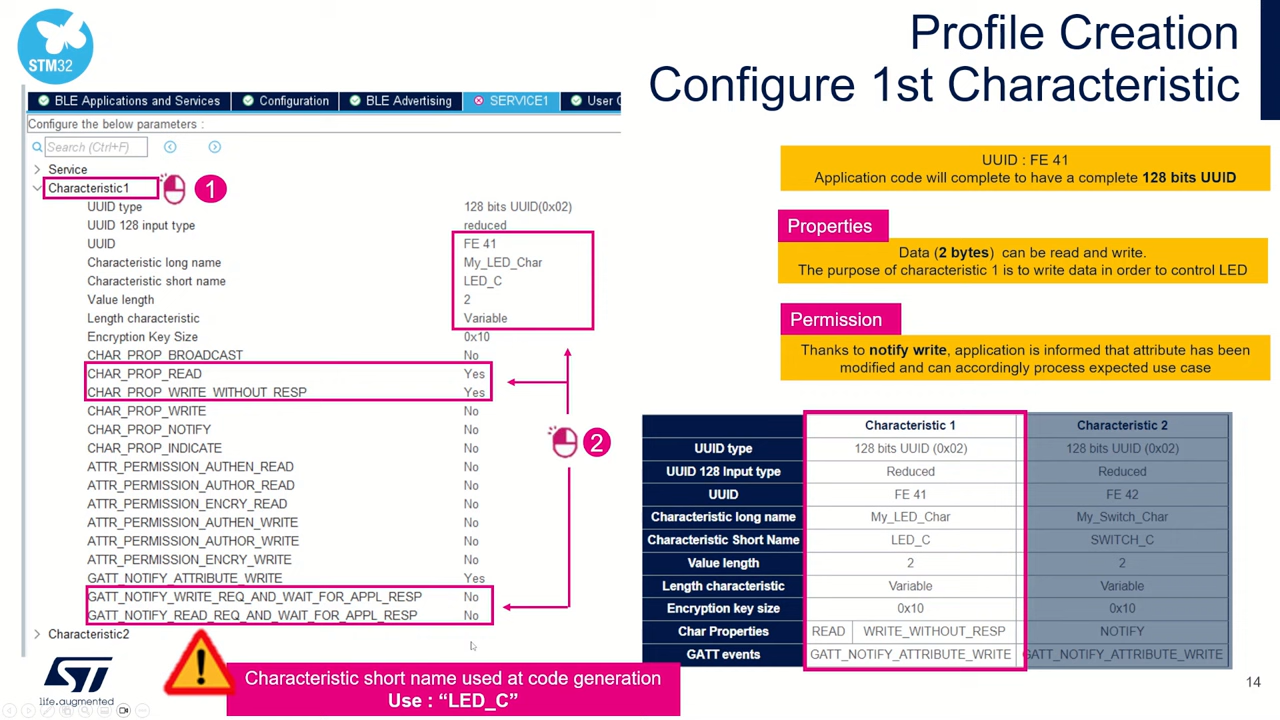 STM32
Profile Creation
Configure 1st Characteristic
BLE Applications and Services
Configuration
BLE Advertising
SERVICE1
User C
Configure the below parameters :
Search (Ctrl+F)
Service
Characteristic1
1
UUID type 128 bits UUID(0x02)
UUID 128 input type reduced
UUID FE 41
Characteristic long name My_LED_Char
Characteristic short name LED_C
Value length 2
Length characteristic Variable
Encryption Key Size 0x10
CHAR_PROP_BROADCAST No
CHAR_PROP_READ Yes
CHAR_PROP_WRITE_WITHOUT_RESP Yes
CHAR_PROP_WRITE No
CHAR_PROP_NOTIFY No
CHAR_PROP_INDICATE No
ATTR_PERMISSION_AUTHEN_READ No
ATTR_PERMISSION_AUTHOR_READ No
ATTR_PERMISSION_ENCRY_READ No
ATTR_PERMISSION_AUTHEN_WRITE No
ATTR_PERMISSION_AUTHOR_WRITE No
ATTR_PERMISSION_ENCRY_WRITE No
GATT_NOTIFY_ATTRIBUTE_WRITE Yes
GATT_NOTIFY_WRITE_REQ_AND_WAIT_FOR_APPL_RESP No
GATT_NOTIFY_READ_REQ_AND_WAIT_FOR_APPL_RESP No
Characteristic2
2
UUID : FE 41
Application code will complete to have a complete 128 bits UUID
Properties
Data (2 bytes) can be read and write.
The purpose of characteristic 1 is to write data in order to control LED
Permission
Thanks to notify write, application is informed that attribute has been
modified and can accordingly process expected use case
Characteristic 1 Characteristic 2
UUID type 128 bits UUID (0x02) 128 bits UUID (0x02)
UUID 128 Input type Reduced Reduced
UUID FE 41 FE 42
Characteristic long name My_LED_Char My_Switch_Char
Characteristic Short Name LED_C SWITCH_C
Value length 2 2
Length characteristic Variable Variable
Encryption key size 0x10 0x10
Char Properties READ WRITE_WITHOUT_RESP NOTIFY
GATT events GATT_NOTIFY_ATTRIBUTE_WRITE GATT_NOTIFY_ATTRIBUTE_WRITE
ST
life.augmented
!
Characteristic short name used at code generation
Use : “LED_C”
14